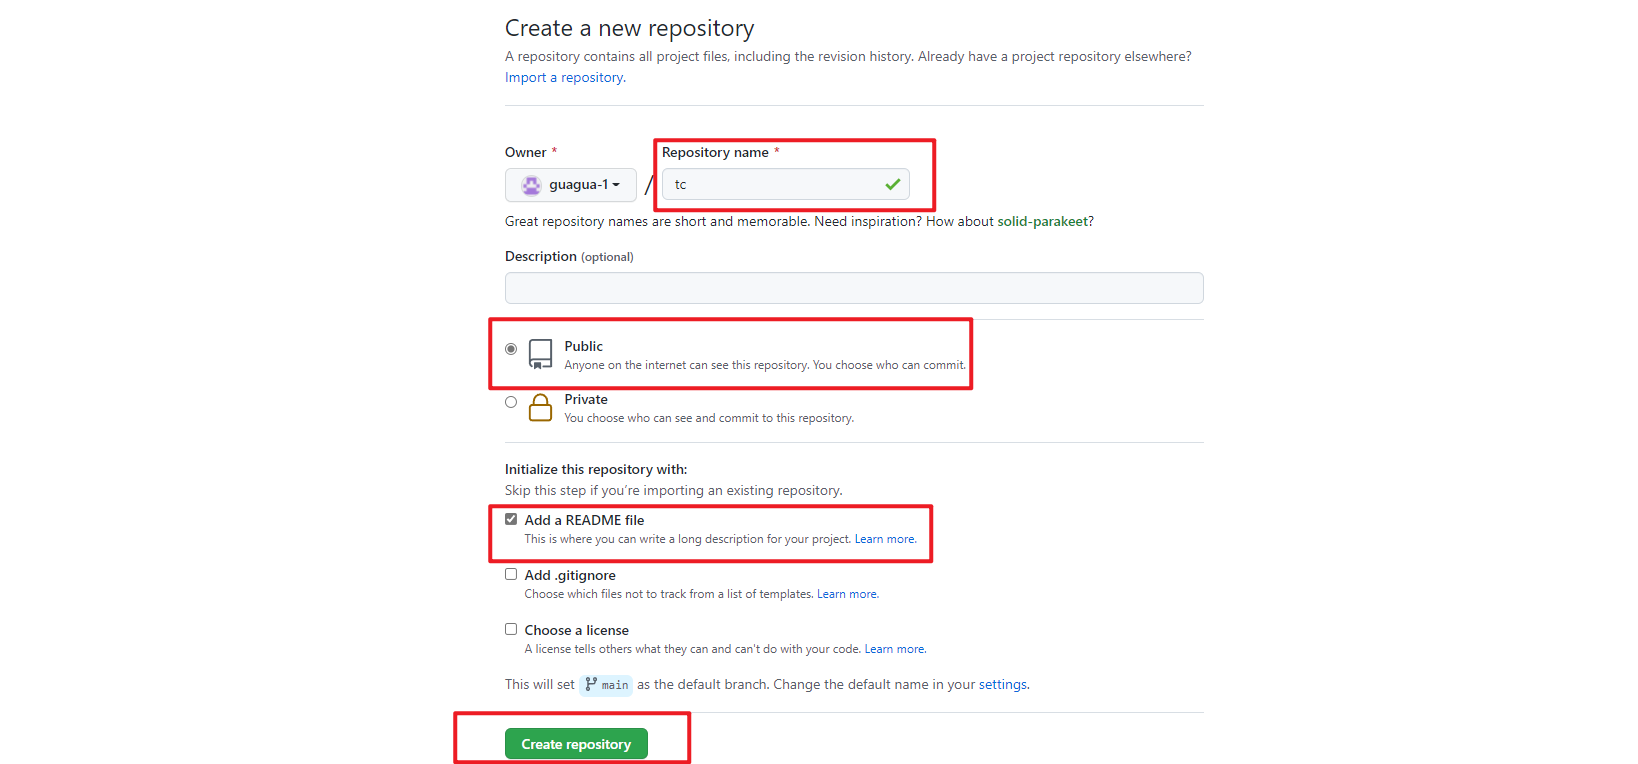 Create a new repository
A repository contains all project files, including the revision history. Already have a project repository elsewhere?
Import a repository.
Owner *
Repository name *
guagua-1
/
tc
Great repository names are short and memorable. Need inspiration? How about solid-parakeet?
Description (optional)
Public
Anyone on the internet can see this repository. You choose who can commit.
Private
You choose who can see and commit to this repository.
Initialize this repository with:
Skip this step if you’re importing an existing repository.
Add a README file
This is where you can write a long description for your project. Learn more.
Add .gitignore
Choose which files not to track from a list of templates. Learn more.
Choose a license
A license tells others what they can and can't do with your code. Learn more.
This will set main as the default branch. Change the default name in your settings.
Create repository